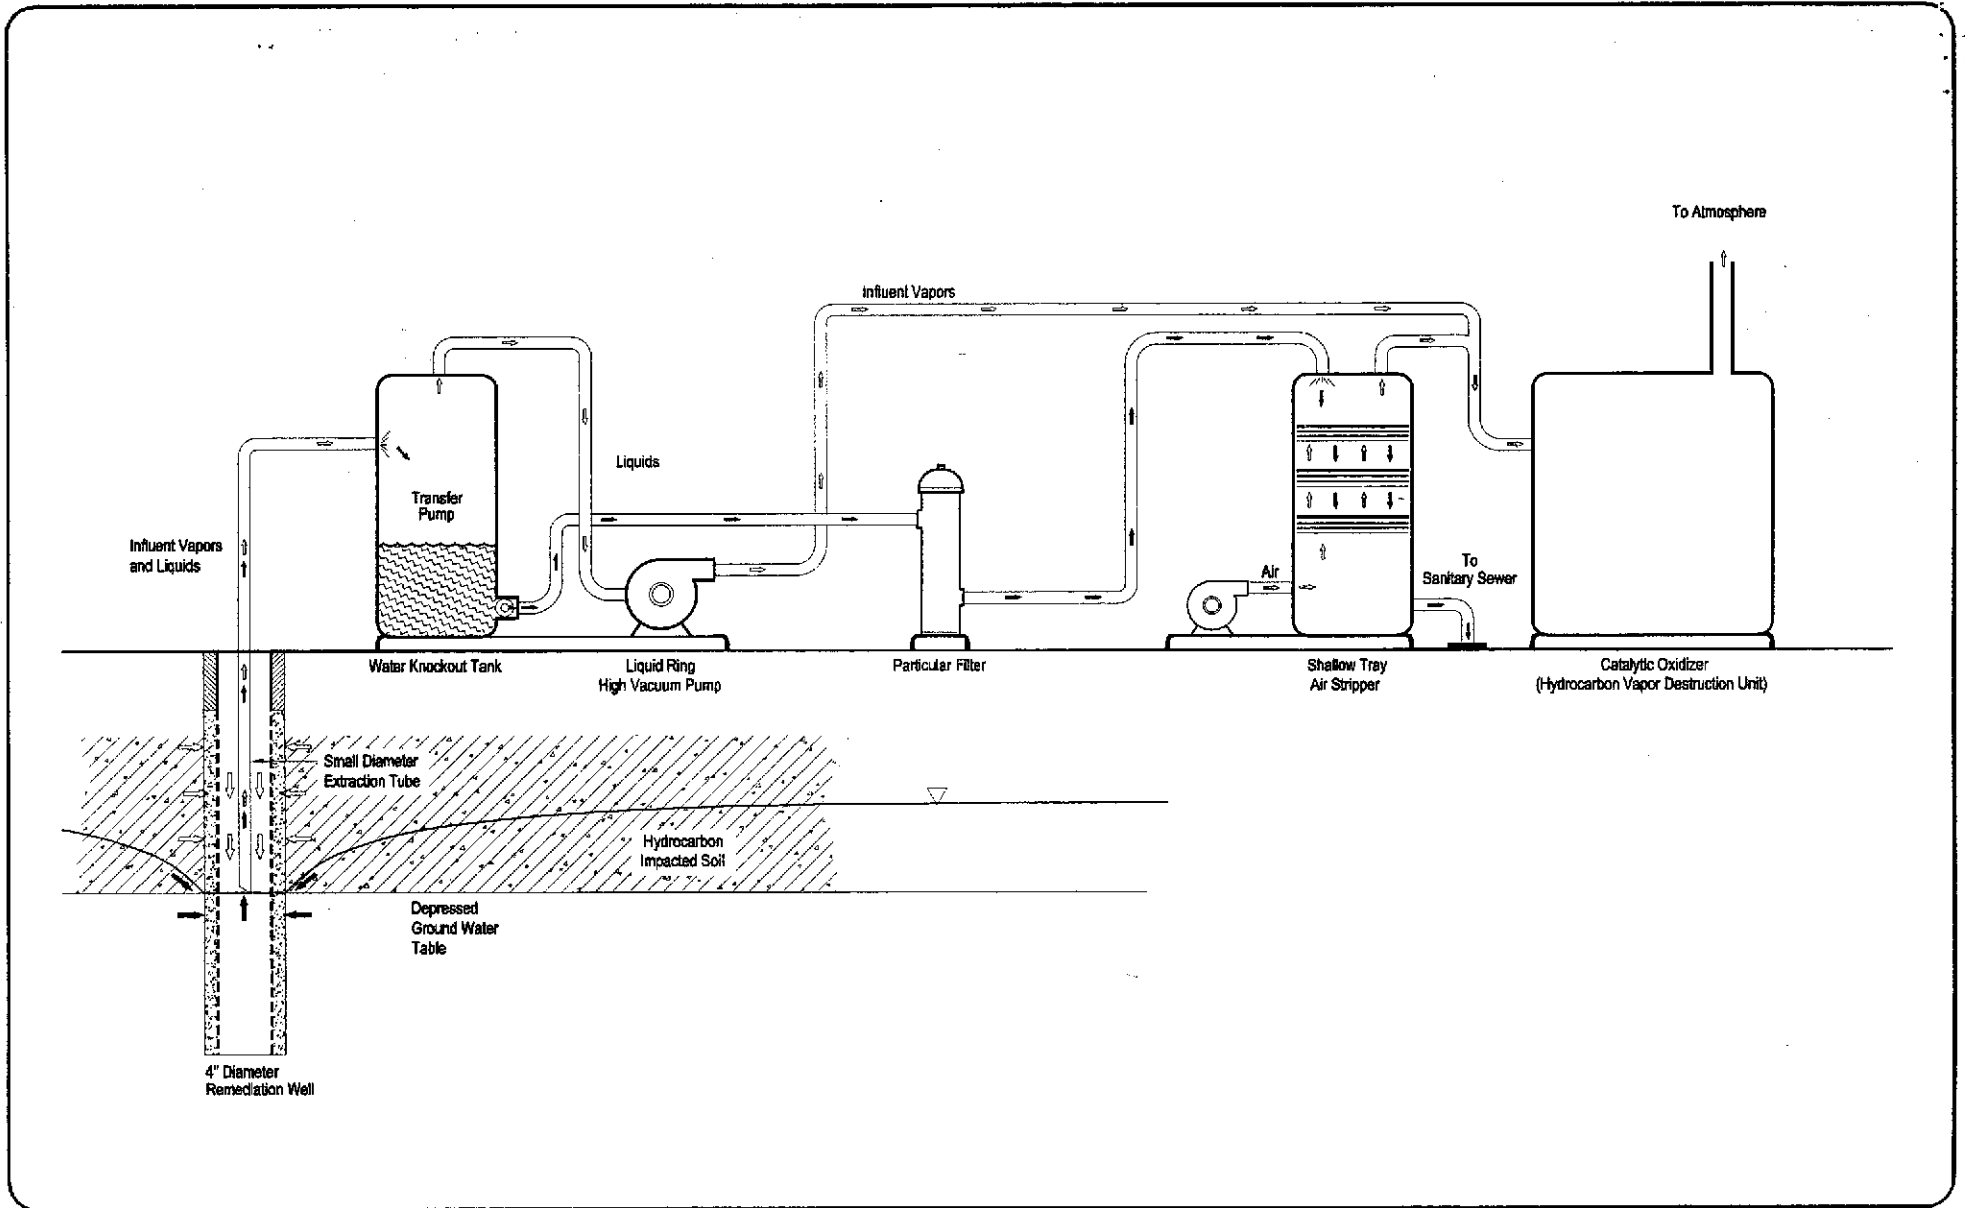 To Atmosphere
Influent Vapors
Liquids
Transfer
Pump
Influent Vapors
and Liquids
Air
To
Sanitary Sewer
Water Knockout Tank
Liquid Ring
High Vacuum Pump
Particular Filter
Shallow Tray
Air Stripper
Catalytic Oxidizer
(Hydrocarbon Vapor Destruction Unit)
Small Diameter
Extraction Tube
Hydrocarbon
Impacted Soil
Depressed
Ground Water
Table
4" Diameter
Remediation Well